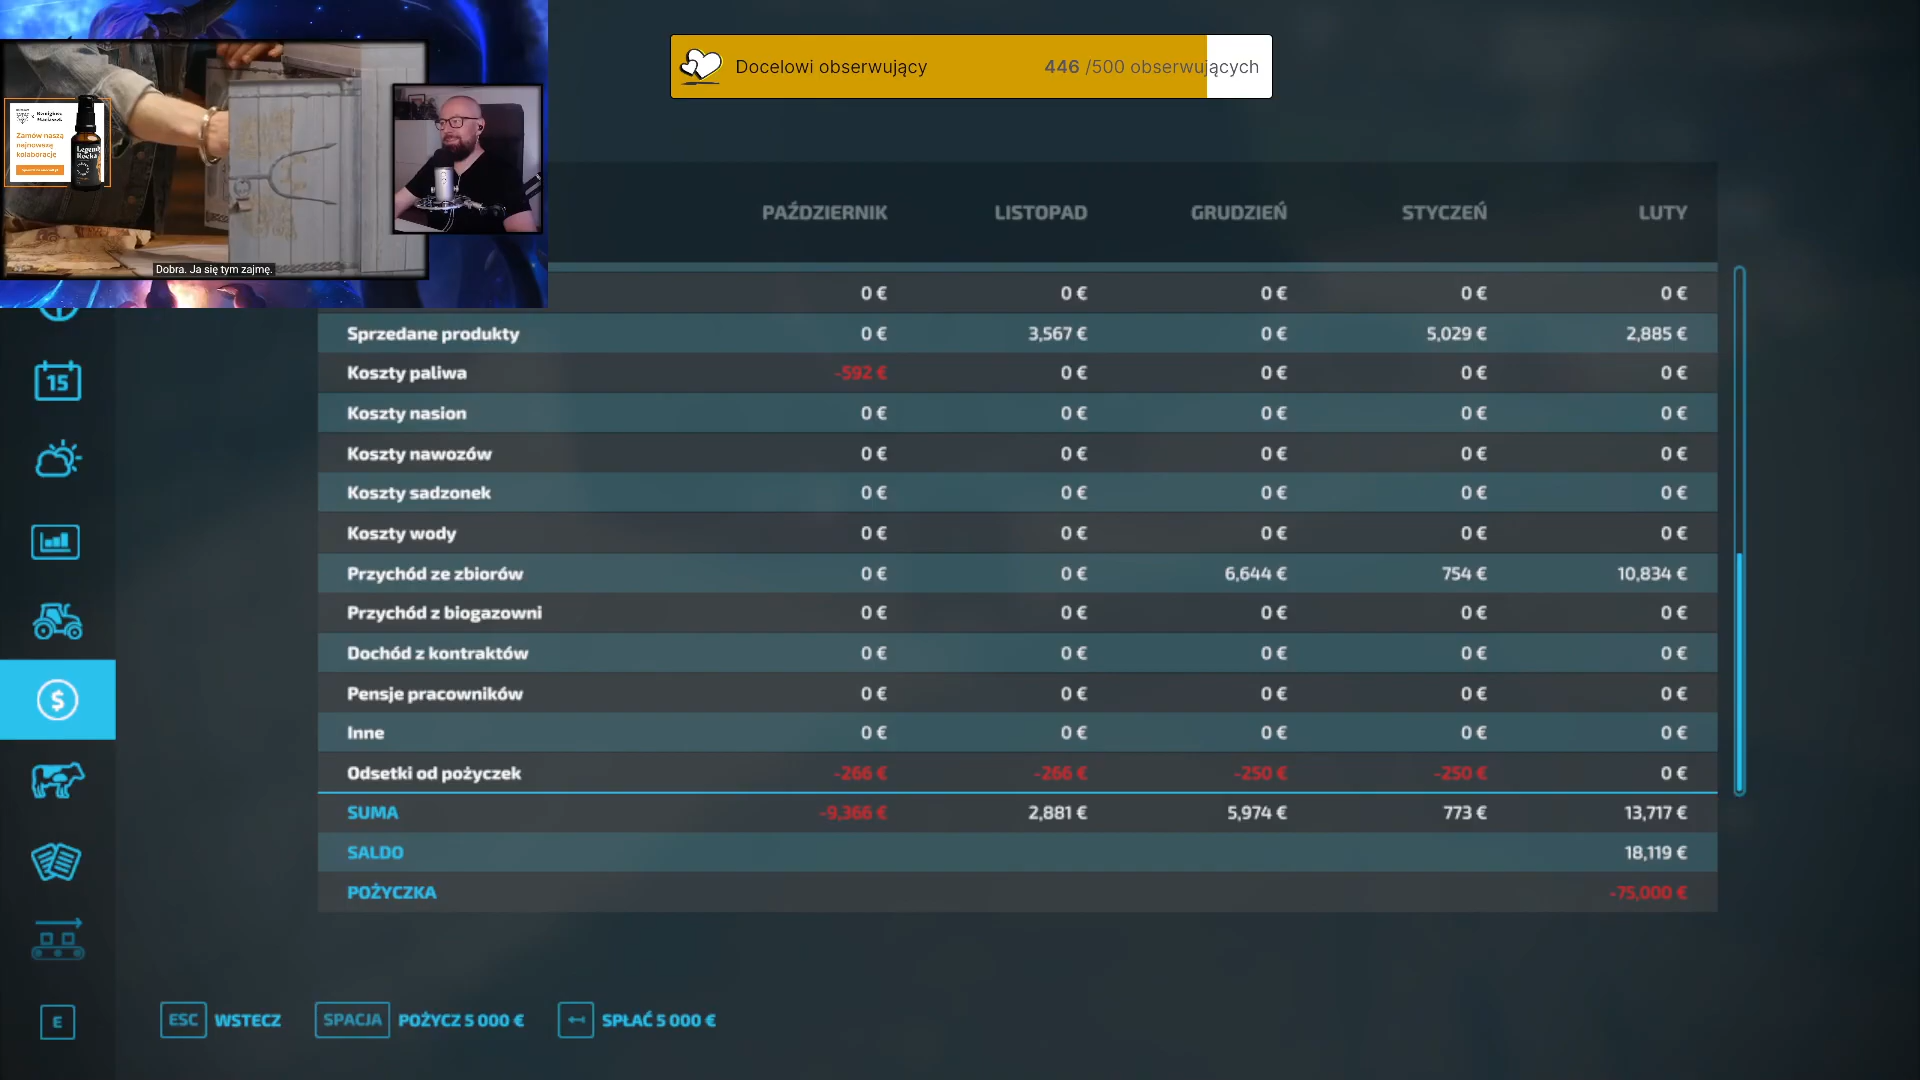 Docelowi obserwujący 446 /500 obserwujących
Zamów naszą
najnowszą
kolaborację
Legend
Rocka
Dobra. Ja się tym zajmę.
PAŹDZIERNIK LISTOPAD GRUDZIEŃ STYCZEŃ LUTY
0 € 0 € 0 € 0 € 0 €
Sprzedane produkty 0 € 3,567 € 0 € 5,029 € 2,885 €
Koszty paliwa -592 € 0 € 0 € 0 € 0 €
Koszty nasion 0 € 0 € 0 € 0 € 0 €
Koszty nawozów 0 € 0 € 0 € 0 € 0 €
Koszty sadzonek 0 € 0 € 0 € 0 € 0 €
Koszty wody 0 € 0 € 0 € 0 € 0 €
Przychód ze zbiorów 0 € 0 € 6,644 € 754 € 10,834 €
Przychód z biogazowni 0 € 0 € 0 € 0 € 0 €
Dochód z kontraktów 0 € 0 € 0 € 0 € 0 €
Pensje pracowników 0 € 0 € 0 € 0 € 0 €
Inne 0 € 0 € 0 € 0 € 0 €
Odsetki od pożyczek -266 € -266 € -250 € -250 € 0 €
SUMA -9,366 € 2,881 € 5,974 € 773 € 13,717 €
SALDO 18,119 €
POŻYCZKA -75,000 €
15
$
E
ESC WSTECZ SPACJA POŻYCZ 5 000 € SPŁAĆ 5 000 €